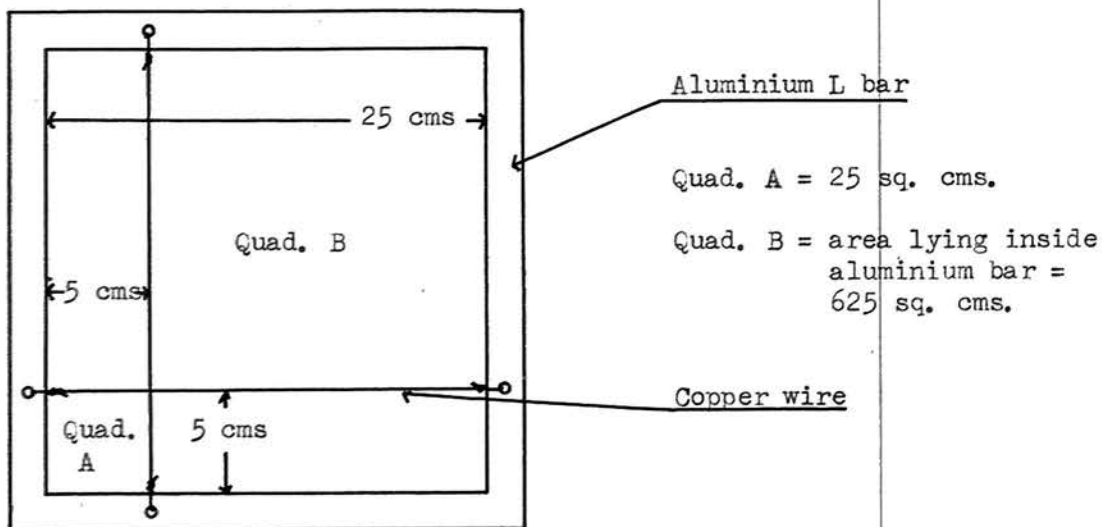 Aluminium L bar
25 cms
Quad. A = 25 sq. cms.
Quad. B
Quad. B = area lying inside
aluminium bar =
625 sq. cms.
5 cms
Copper wire
Quad.
A
5 cms